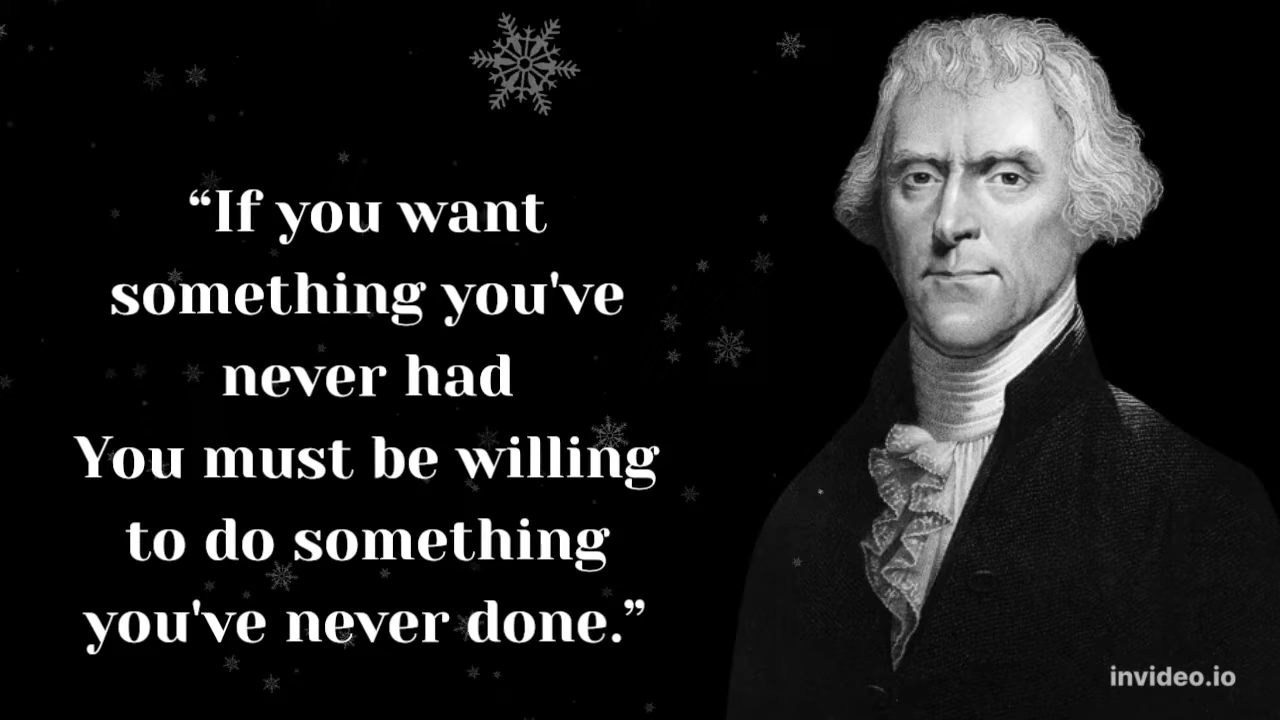 “If you want
something you've
never had
You must be willing
to do something
you've never done.”
invideo.io